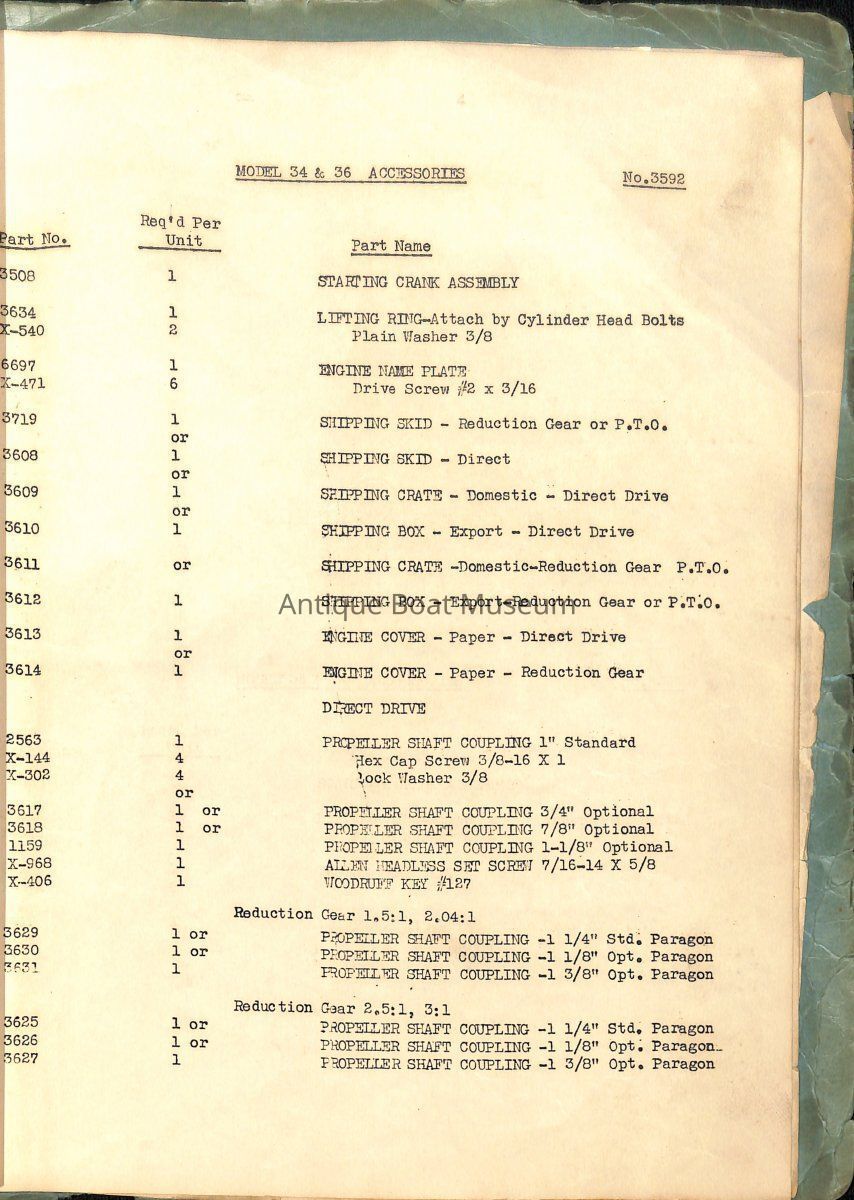 MODEL 34 & 36 ACCESSORIES No.3592
Req'd Per
Part No. Unit Part Name
3508 1 STARTING CRANK ASSEMBLY
3634 1 LIFTING RING-Attach by Cylinder Head Bolts
X-540 2 Plain Washer 3/8
6697 1 ENGINE NAME PLATE
X-471 6 Drive Screw #2 x 3/16
3719 1 SHIPPING SKID - Reduction Gear or P.T.O.
or
3608 1 SHIPPING SKID - Direct
or
3609 1 SHIPPING CRATE - Domestic - Direct Drive
or
3610 1 SHIPPING BOX - Export - Direct Drive
3611 or SHIPPING CRATE -Domestic-Reduction Gear P.T.O.
3612 1 SHIPPING BOX - Export-Reduction Gear or P.T.O.
Antique Boat Museum
3613 1 ENGINE COVER - Paper - Direct Drive
or
3614 1 ENGINE COVER - Paper - Reduction Gear
DIRECT DRIVE
2563 1 PROPELLER SHAFT COUPLING 1" Standard
X-144 4 Hex Cap Screw 3/8-16 X 1
X-302 4 Lock Washer 3/8
or
3617 1 or PROPELLER SHAFT COUPLING 3/4" Optional
3618 1 or PROPELLER SHAFT COUPLING 7/8" Optional
1159 1 PROPELLER SHAFT COUPLING 1-1/8" Optional
X-968 1 ALLEN HEADLESS SET SCREW 7/16-14 X 5/8
X-406 1 WOODRUFF KEY #127
Reduction Gear 1.5:1, 2.04:1
3629 1 or PROPELLER SHAFT COUPLING -1 1/4" Std. Paragon
3630 1 or PROPELLER SHAFT COUPLING -1 1/8" Opt. Paragon
3631 1 PROPELLER SHAFT COUPLING -1 3/8" Opt. Paragon
Reduction Gear 2.5:1, 3:1
3625 1 or PROPELLER SHAFT COUPLING -1 1/4" Std. Paragon
3626 1 or PROPELLER SHAFT COUPLING -1 1/8" Opt. Paragon
3627 1 PROPELLER SHAFT COUPLING -1 3/8" Opt. Paragon